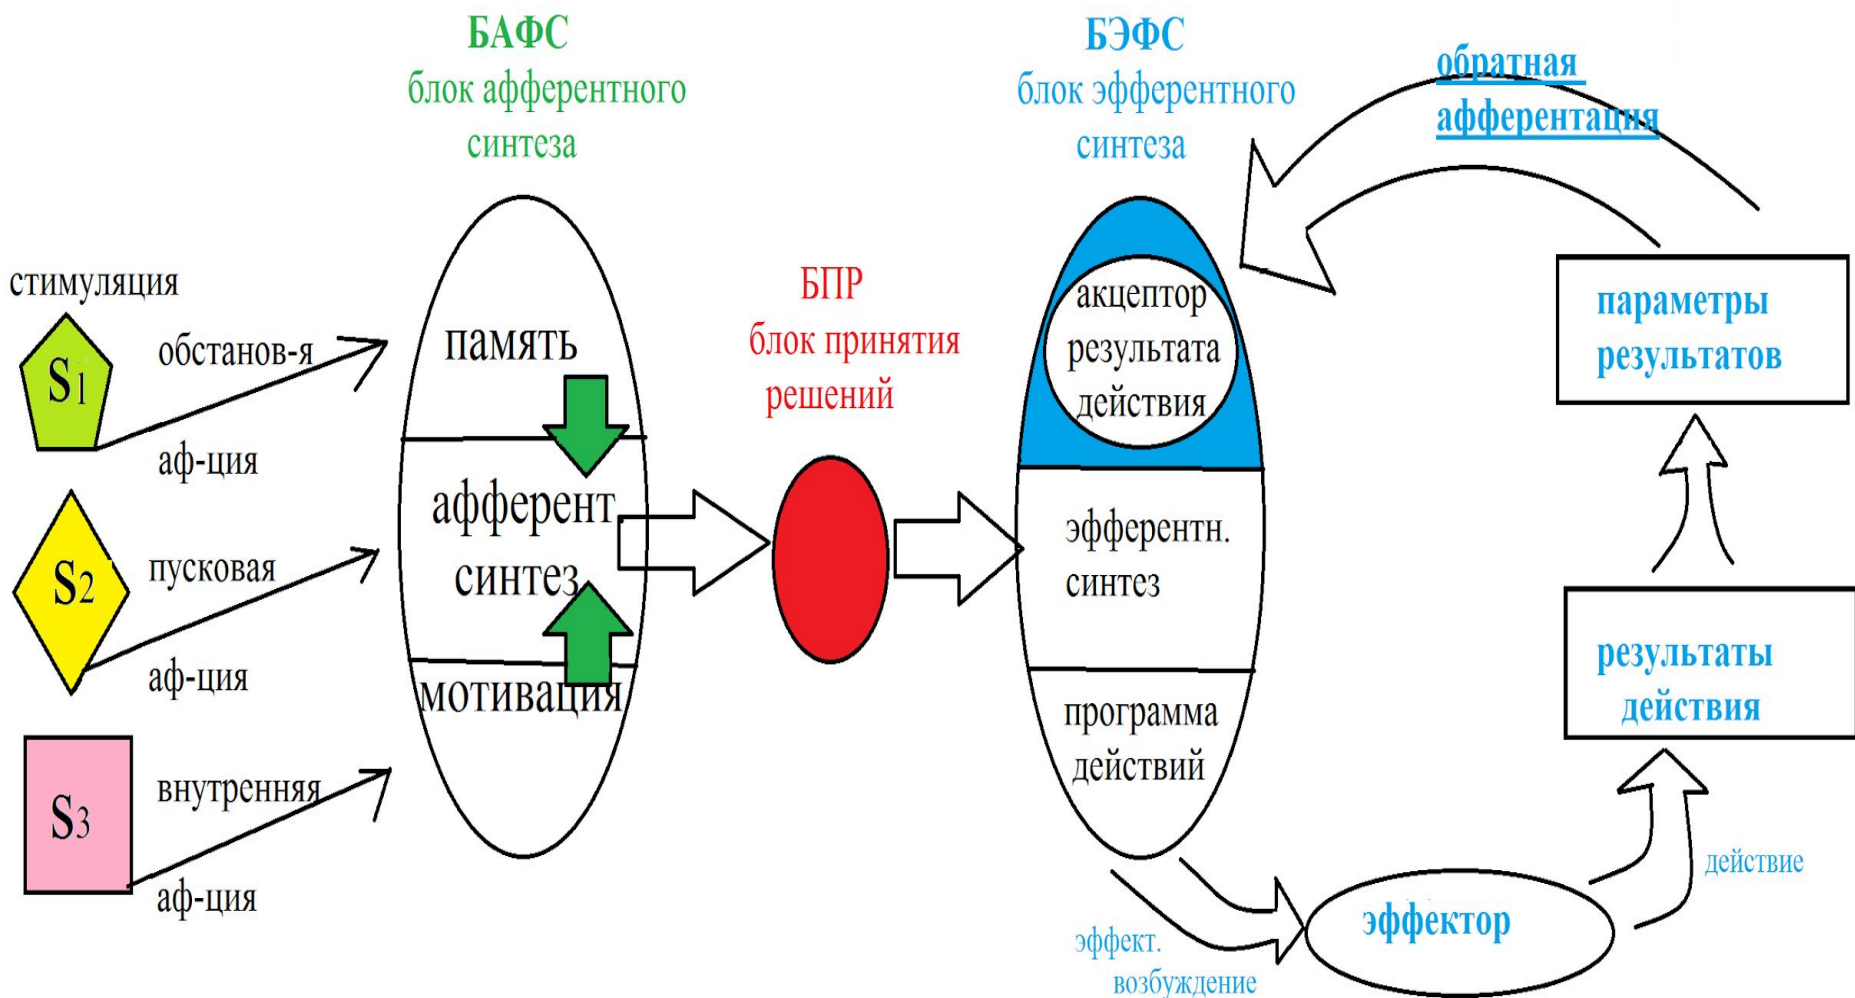 БАФС
блок афферентного
синтеза
БЭФС
блок эфферентного
синтеза
обратная
афферентация
стимуляция
S1
обстанов-я
аф-ция
S2
пусковая
аф-ция
S3
внутренняя
аф-ция
память
афферент
синтез
мотивация
БПР
блок принятия
решений
акцептор
результата
действия
эфферентн.
синтез
программа
действий
параметры
результатов
результаты
действия
действие
эффектор
эффект.
возбуждение